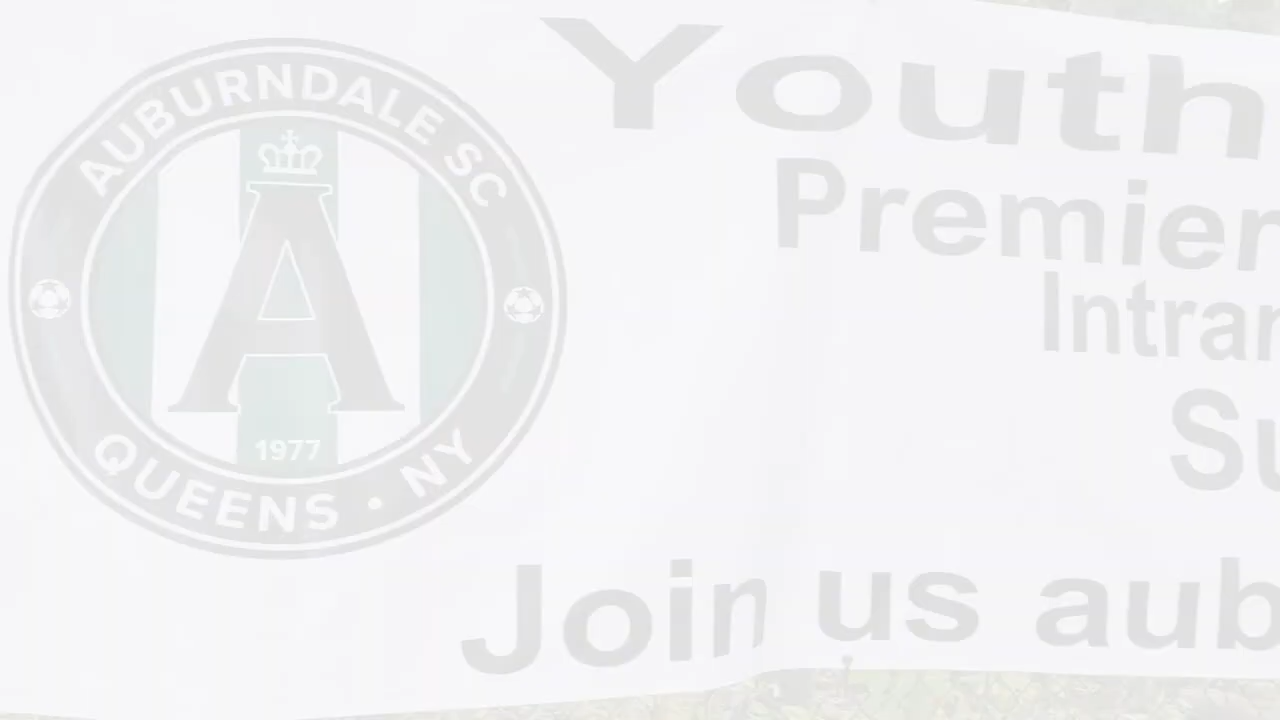 AUBURNDALE SC
A
1977
QUEENS • NY
Youth
Premier
Intra
Su
Join us aub